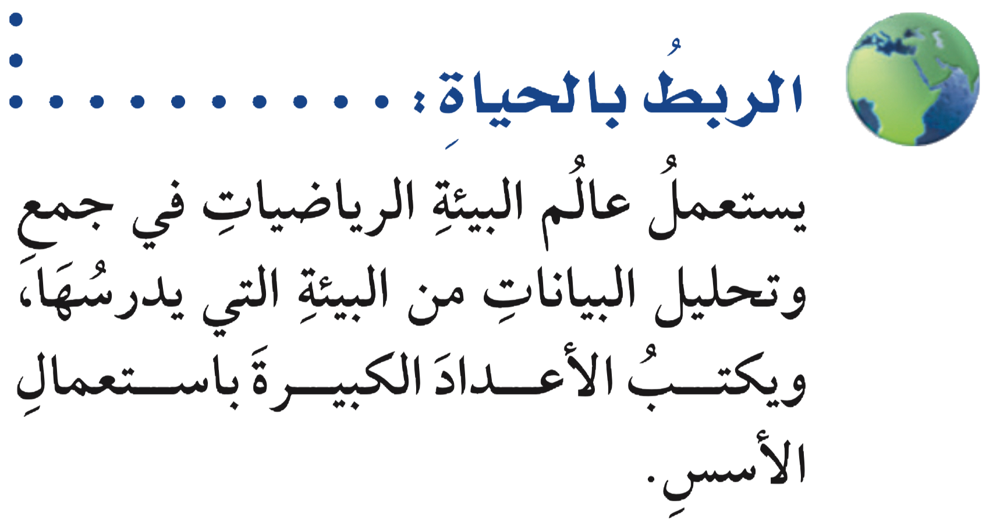 الربطُ بالحياةِ:
يستعملُ عالُم البيئةِ الرياضياتِ في جمعِ
وتحليل البياناتِ من البيئةِ التي يدرسُهَا،
ويكتبُ الأعدادَ الكبيرةَ باستعمالِ
الأسسِ.